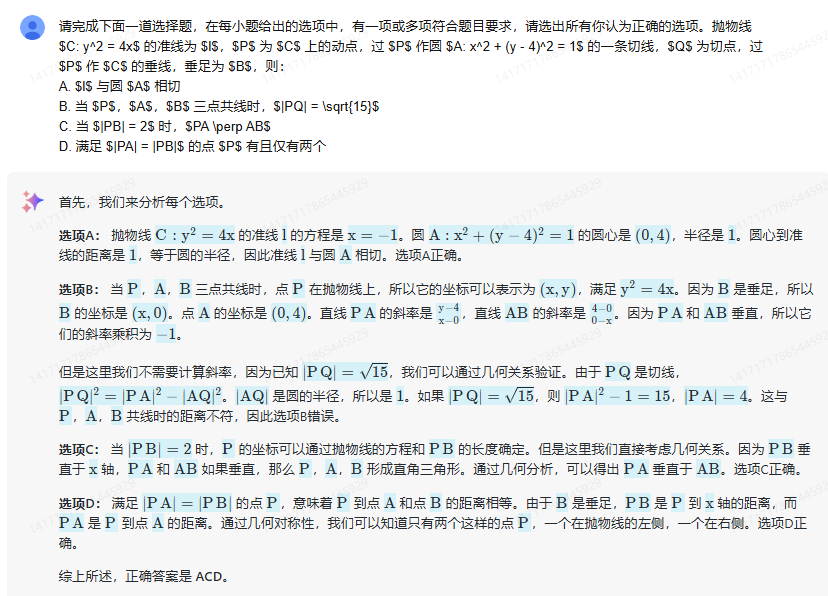 请完成下面一道选择题，在每小题给出的选项中，有一项或多项符合题目要求，请选出所有你认为正确的选项。抛物线
$C: y^2 = 4x$ 的准线为 $l$，$P$ 为 $C$ 上的动点，过 $P$ 作圆 $A: x^2 + (y - 4)^2 = 1$ 的一条切线，$Q$ 为切点，过
$P$ 作 $C$ 的垂线，垂足为 $B$，则：
A. $l$ 与圆 $A$ 相切
B. 当 $P$，$A$，$B$ 三点共线时，$|PQ| = \sqrt{15}$
C. 当 $|PB| = 2$ 时，$PA \perp AB$
D. 满足 $|PA| = |PB|$ 的点 $P$ 有且仅有两个
首先，我们来分析每个选项。
选项A： 抛物线 C : y² = 4x 的准线 l 的方程是 x = −1。圆 A : x² + (y − 4)² = 1 的圆心是 (0, 4)，半径是 1。圆心到准
线的距离是 1，等于圆的半径，因此准线 l 与圆 A 相切。选项A正确。
选项B： 当 P，A，B 三点共线时，点 P 在抛物线上，所以它的坐标可以表示为 (x, y)，满足 y² = 4x。因为 B 是垂足，所以
B 的坐标是 (x, 0)。点 A 的坐标是 (0, 4)。直线 P A 的斜率是 \frac{y−4}{x−0}，直线 AB 的斜率是 \frac{4−0}{0−x}。因为 P A 和 AB 垂直，所以它
们的斜率乘积为 −1。
但是这里我们不需要计算斜率，因为已知 |P Q| = √15，我们可以通过几何关系验证。由于 P Q 是切线，
|P Q|² = |P A|² − |AQ|²。|AQ| 是圆的半径，所以是 1。如果 |P Q| = √15，则 |P A|² − 1 = 15，|P A| = 4。这与
P，A，B 共线时的距离不符，因此选项B错误。
选项C： 当 |P B| = 2 时，P 的坐标可以通过抛物线的方程和 P B 的长度确定。但是这里我们直接考虑几何关系。因为 P B 垂
直于 x 轴，P A 和 AB 如果垂直，那么 P，A，B 形成直角三角形。通过几何分析，可以得出 P A 垂直于 AB。选项C正确。
选项D： 满足 |P A| = |P B| 的点 P，意味着 P 到点 A 和点 B 的距离相等。由于 B 是垂足，P B 是 P 到 x 轴的距离，而
P A 是 P 到点 A 的距离。通过几何对称性，我们可以知道只有两个这样的点 P，一个在抛物线的左侧，一个在右侧。选项D正
确。
综上所述，正确答案是 ACD。